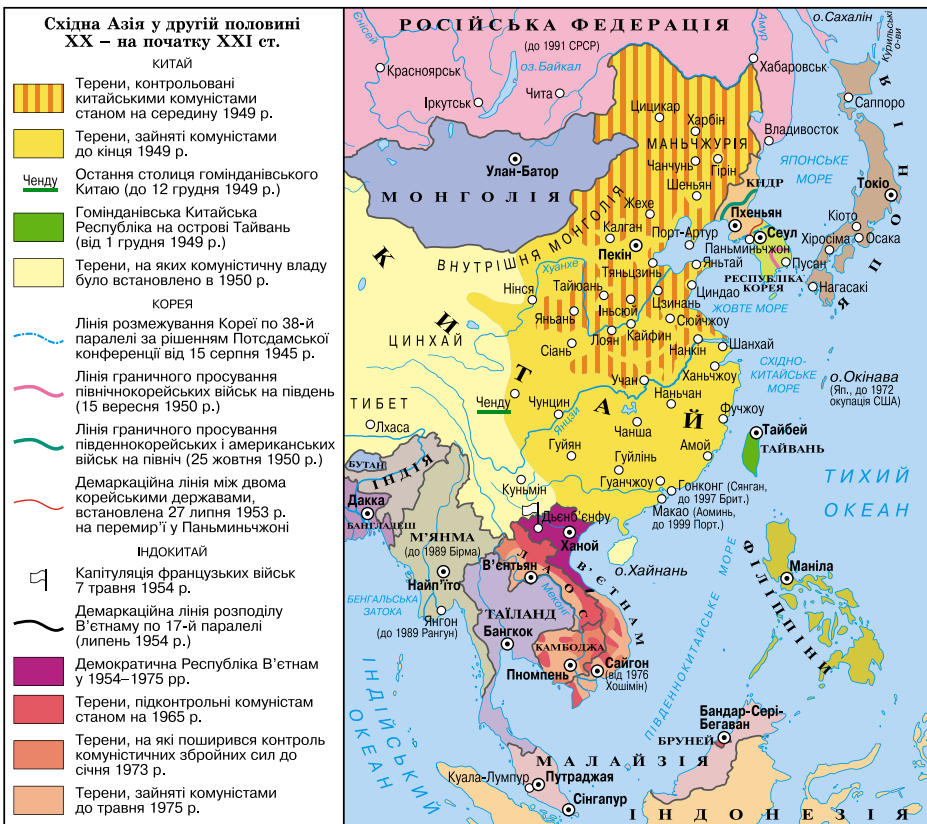 Східна Азія у другій половині
XX – на початку XXI ст.
КИТАЙ
Терени, контрольовані
китайськими комуністами
станом на середину 1949 р.
Терени, зайняті комуністами
до кінця 1949 р.
Ченду
Остання столиця гомінданівського
Китаю (до 12 грудня 1949 р.)
Гомінданівська Китайська
Республіка на острові Тайвань
(від 1 грудня 1949 р.)
Терени, на яких комуністичну владу
було встановлено в 1950 р.
КОРЕЯ
Лінія розмежування Кореї по 38-й
паралелі за рішенням Потсдамської
конференції від 15 серпня 1945 р.
Лінія граничного просування
північнокорейських військ на південь
(15 вересня 1950 р.)
Лінія граничного просування
південнокорейських і американських
військ на північ (25 жовтня 1950 р.)
Демаркаційна лінія між двома
корейськими державами,
встановлена 27 липня 1953 р.
на перемир'ї у Паньминьчжоні
ІНДОКИТАЙ
Капітуляція французьких військ
7 травня 1954 р.
Демаркаційна лінія розподілу
В'єтнаму по 17-й паралелі
(липень 1954 р.)
Демократична Республіка В'єтнам
у 1954–1975 рр.
Терени, підконтрольні комуністам
станом на 1965 р.
Терени, на які поширився контроль
комуністичних збройних сил до
січня 1973 р.
Терени, зайняті комуністами
до травня 1975 р.
РОСІЙСЬКА ФЕДЕРАЦІЯ
(до 1991 СРСР)
Єнісей
Красноярськ
оз.Байкал
Іркутськ
Чита
Амур
о.Сахалін
Курильські
о-ви
Хабаровськ
Саппоро
Цицикар
Харбін
МАНЬЧЖУРІЯ
Владивосток
Чанчунь
Гірін
Шеньян
ЯПОНСЬКЕ
МОРЕ
ЯПОНІЯ
Токіо
Кіото
Осака
Хіросіма
Нагасакі
Улан-Батор
МОНГОЛІЯ
КНДР
Пхеньян
Сеул
Паньминьчжон
Пусан
РЕСПУБЛІКА
КОРЕЯ
Жехе
Калган
Порт-Артур
Пекін
ВНУТРІШНЯ МОНГОЛІЯ
Хуанхе
Тяньцзинь
Яньтай
Нінся
Тайюань
Цзинань
Циндао
ЖОВТЕ МОРЕ
Яньань
Іньсюй
Сюйчжоу
ЦИНХАЙ
Лоян
Кайфин
Сіань
Нанкін
Шанхай
КИТАЙ
Ханьчжоу
СХІДНО-
КИТАЙСЬКЕ
МОРЕ
о.Окінава
(Яп., до 1972
окупація США)
Учан
Ченду
Чунцин
Янцзи
Наньчан
ТИБЕТ
Лхаса
Чанша
Фучжоу
Гуйян
Амой
Тайбей
ТАЙВАНЬ
Гуйлінь
БУТАН
ІНДІЯ
Куньмін
Гуанчжоу
Гонконг (Сянган,
до 1997 Брит.)
Макао (Аоминь,
до 1999 Порт.)
ТИХИЙ
ОКЕАН
Дакка
БАНГЛАДЕШ
Дьєнб'єнфу
Ханой
М'ЯНМА
(до 1989 Бірма)
о.Хайнань
В'єнтьян
ЛАОС
В'ЄТНАМ
Найп'їто
БЕНГАЛЬСЬКА
ЗАТОКА
Янгон
(до 1989 Рангун)
ТАЇЛАНД
Меконг
Бангкок
КАМБОДЖА
Пномпень
Сайгон
(від 1976
Хошімін)
ПІВДЕННОКИТАЙСЬКЕ МОРЕ
Маніла
ФІЛІППІНИ
ІНДІЙСЬКИЙ
ОКЕАН
Бандар-Сері-
Бегаван
БРУНЕЙ
МАЛАЙЗІЯ
Куала-Лумпур
Путраджая
Сінгапур
ІНДОНЕЗІЯ